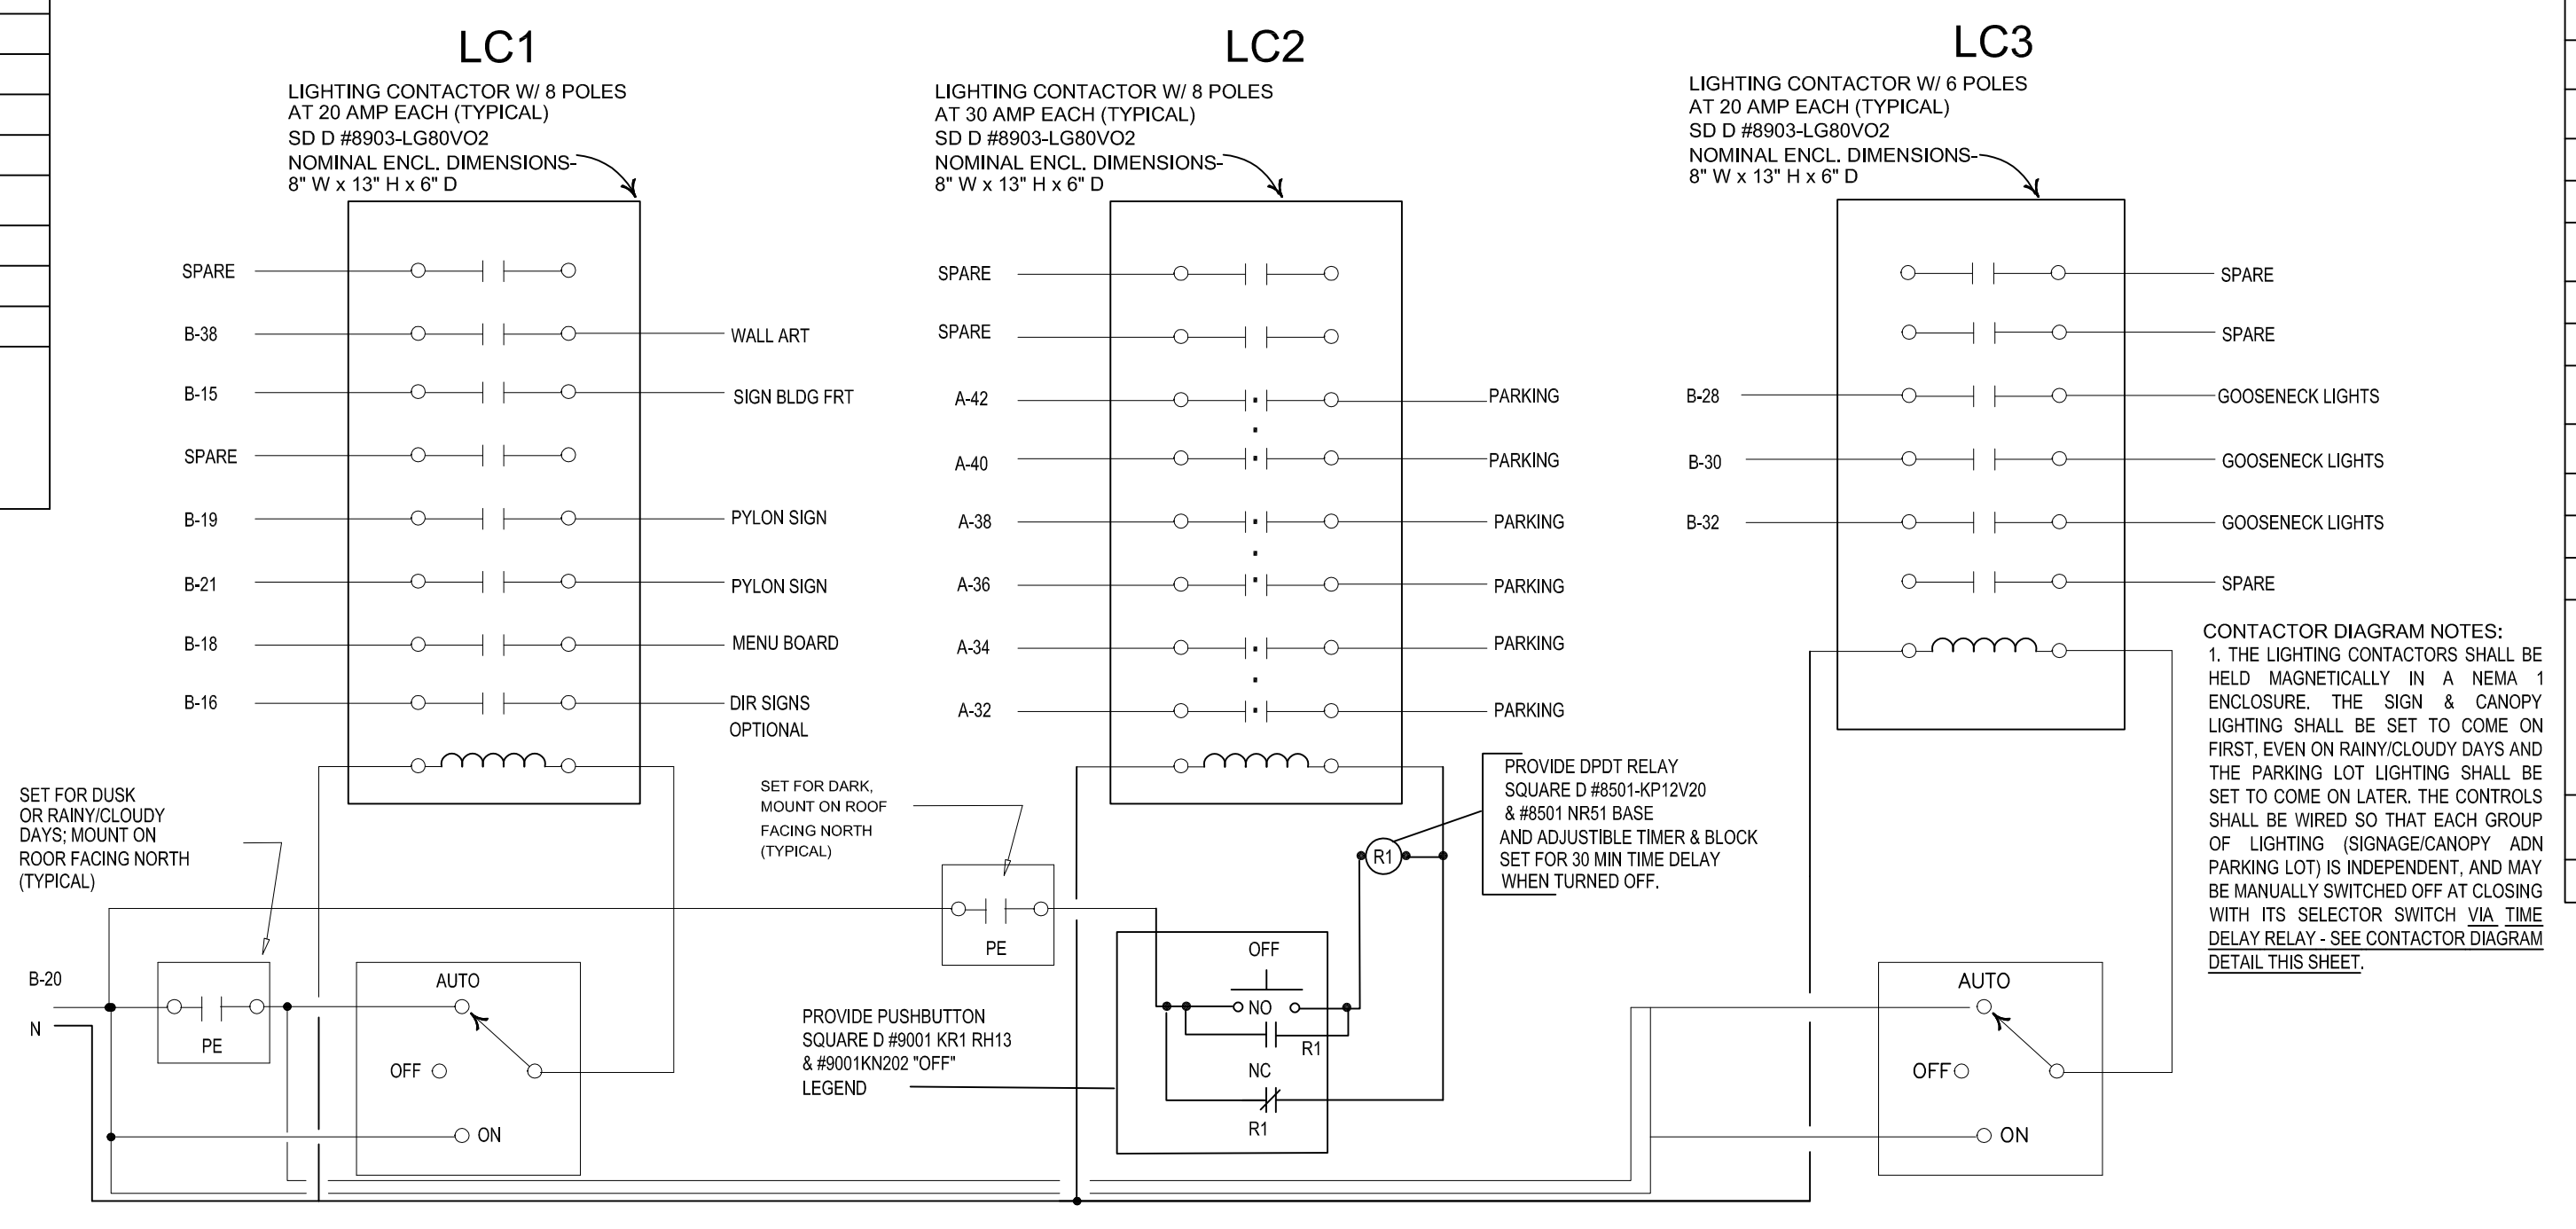 LC1
LIGHTING CONTACTOR W/ 8 POLES
AT 20 AMP EACH (TYPICAL)
SD D #8903-LG80VO2
NOMINAL ENCL. DIMENSIONS-
8" W x 13" H x 6" D
SPARE
B-38
WALL ART
B-15
SIGN BLDG FRT
SPARE
B-19
PYLON SIGN
B-21
PYLON SIGN
B-18
MENU BOARD
B-16
DIR SIGNS
OPTIONAL
SET FOR DUSK
OR RAINY/CLOUDY
DAYS; MOUNT ON
ROOR FACING NORTH
(TYPICAL)
B-20
N
PE
AUTO
OFF
ON
LC2
LIGHTING CONTACTOR W/ 8 POLES
AT 30 AMP EACH (TYPICAL)
SD D #8903-LG80VO2
NOMINAL ENCL. DIMENSIONS-
8" W x 13" H x 6" D
SPARE
SPARE
A-42
PARKING
A-40
PARKING
A-38
PARKING
A-36
PARKING
A-34
PARKING
A-32
PARKING
SET FOR DARK,
MOUNT ON ROOF
FACING NORTH
(TYPICAL)
PE
PROVIDE DPDT RELAY
SQUARE D #8501-KP12V20
& #8501 NR51 BASE
AND ADJUSTIBLE TIMER & BLOCK
SET FOR 30 MIN TIME DELAY
WHEN TURNED OFF.
R1
OFF
NO
R1
NC
R1
PROVIDE PUSHBUTTON
SQUARE D #9001 KR1 RH13
& #9001KN202 "OFF"
LEGEND
LC3
LIGHTING CONTACTOR W/ 6 POLES
AT 20 AMP EACH (TYPICAL)
SD D #8903-LG80VO2
NOMINAL ENCL. DIMENSIONS-
8" W x 13" H x 6" D
SPARE
SPARE
B-28
GOOSENECK LIGHTS
B-30
GOOSENECK LIGHTS
B-32
GOOSENECK LIGHTS
SPARE
AUTO
OFF
ON
CONTACTOR DIAGRAM NOTES:
1. THE LIGHTING CONTACTORS SHALL BE
HELD MAGNETICALLY IN A NEMA 1
ENCLOSURE. THE SIGN & CANOPY
LIGHTING SHALL BE SET TO COME ON
FIRST, EVEN ON RAINY/CLOUDY DAYS AND
THE PARKING LOT LIGHTING SHALL BE
SET TO COME ON LATER. THE CONTROLS
SHALL BE WIRED SO THAT EACH GROUP
OF LIGHTING (SIGNAGE/CANOPY ADN
PARKING LOT) IS INDEPENDENT, AND MAY
BE MANUALLY SWITCHED OFF AT CLOSING
WITH ITS SELECTOR SWITCH VIA TIME
DELAY RELAY - SEE CONTACTOR DIAGRAM
DETAIL THIS SHEET.